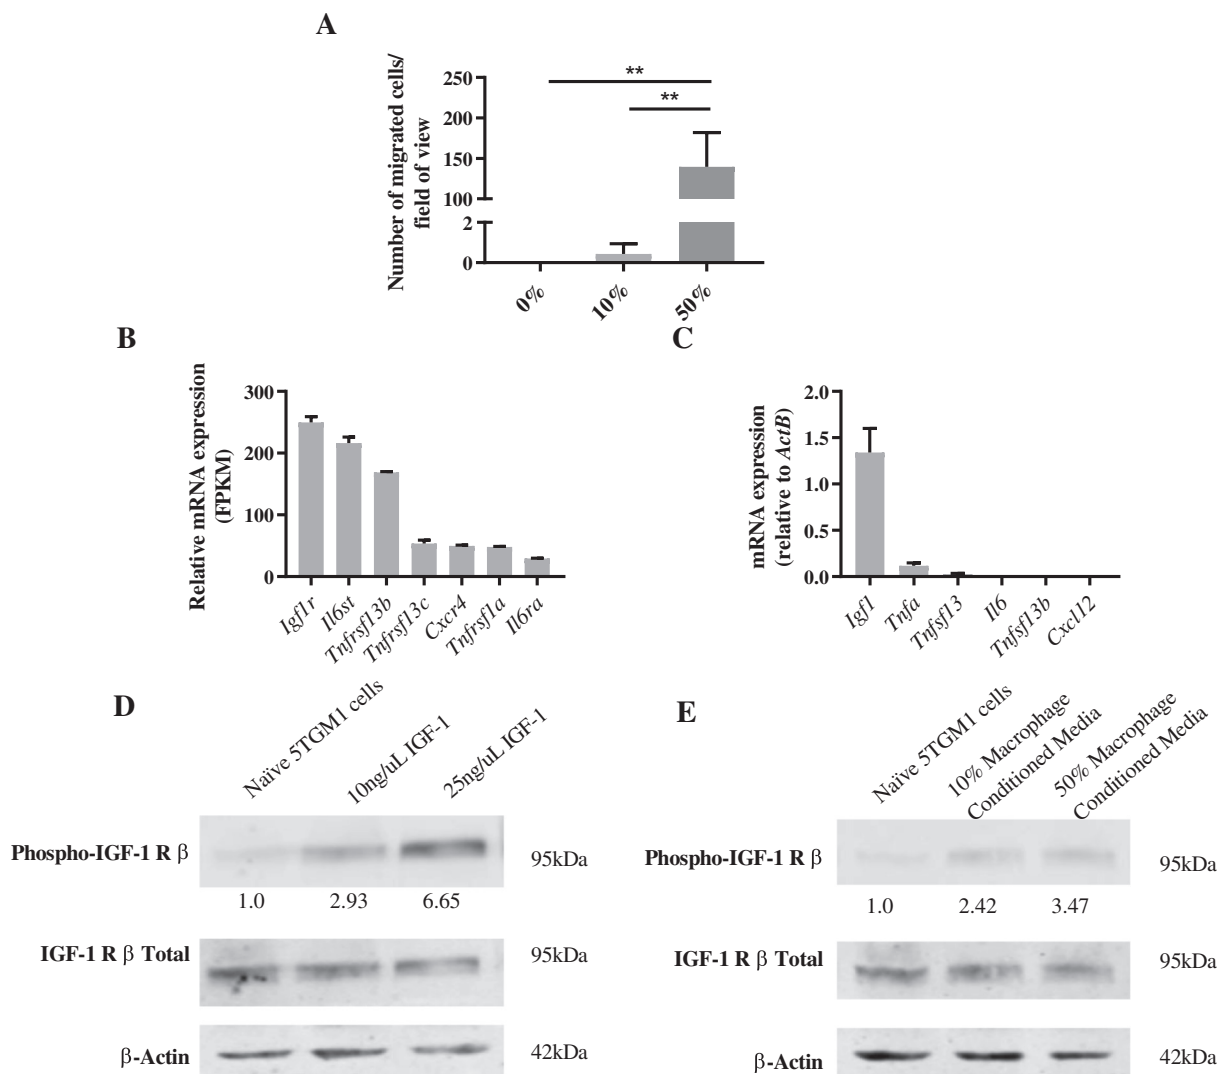 A
Number of migrated cells/
field of view
250
200
150
100
2
0
**
**
0%
10%
50%
B
Relative mRNA expression
(FPKM)
300
200
100
0
Igf1r
Il6st
Tnfrsf13b
Tnfrsf13c
Cxcr4
Tnfrsf1a
Il6ra
C
mRNA expression
(relative to ActB)
2.0
1.5
1.0
0.5
0.0
Igf1
Tnfa
Tnfsf13
Il6
Tnfsf13b
Cxcl12
D
Naïve 5TGM1 cells
10ng/uL IGF-1
25ng/uL IGF-1
Phospho-IGF-1 R β
95kDa
1.0 2.93 6.65
IGF-1 R β Total
95kDa
β-Actin
42kDa
E
Naïve 5TGM1 cells
10% Macrophage
Conditioned Media
50% Macrophage
Conditioned Media
Phospho-IGF-1 R β
95kDa
1.0 2.42 3.47
IGF-1 R β Total
95kDa
β-Actin
42kDa